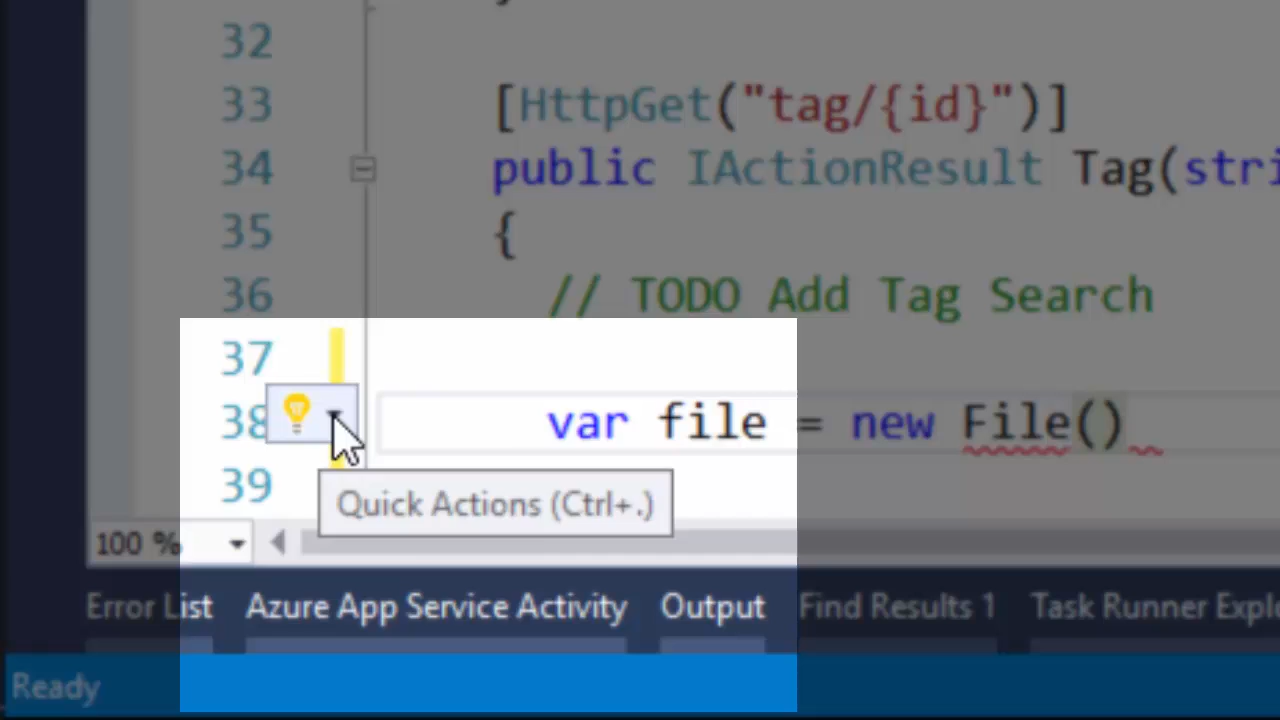 32
33 [HttpGet("tag/{id}")]
34 public IActionResult Tag(stri
35 {
36 // TODO Add Tag Search
37
38 var file = new File()
39
Quick Actions (Ctrl+.)
100 %
Error List Azure App Service Activity Output Find Results 1 Task Runner Explo
Ready